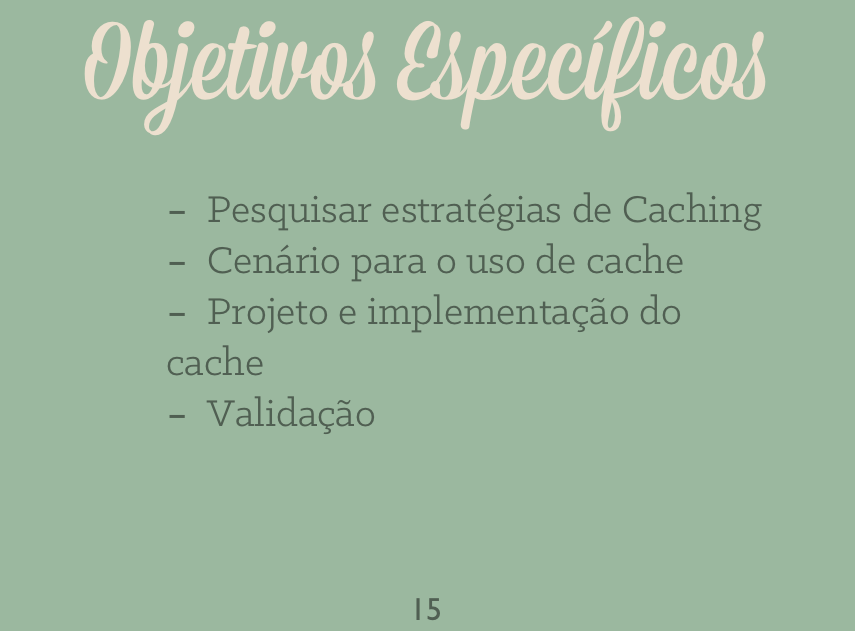 Objetivos Específicos
- Pesquisar estratégias de Caching
- Cenário para o uso de cache
- Projeto e implementação do
cache
- Validação
15